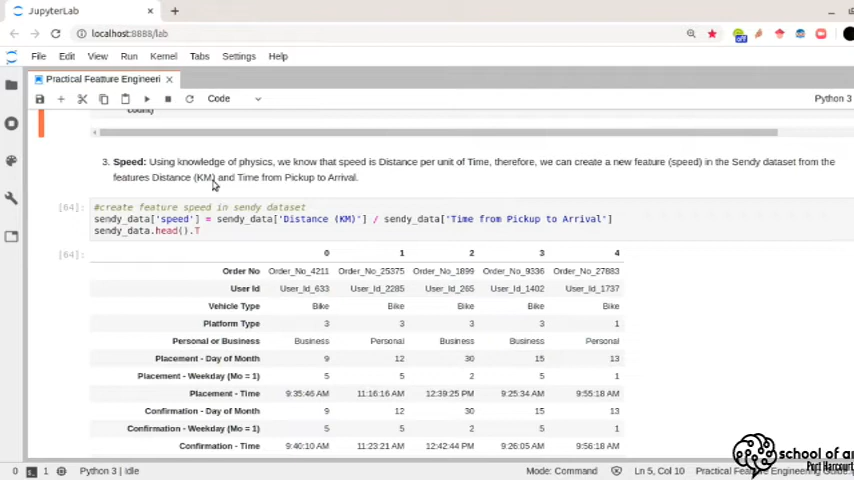 JupyterLab
localhost:8888/lab
off
File Edit View Run Kernel Tabs Settings Help
Practical Featture Engineeri
Code
Python 3
count)
3. Speed: Using knowledge of physics, we know that speed is Distance per unit of Time, therefore, we can create a new feature (speed) in the Sendy dataset from the
features Distance (KM) and Time from Pickup to Arrival.
[64]: #create feature speed in sendy dataset
sendy_data['speed'] = sendy_data['Distance (KM)'] / sendy_data['Time from Pickup to Arrival']
sendy_data.head().T
[64]: 0 1 2 3 4
Order No Order_No_4211 Order_No_25375 Order_No_1899 Order_No_9336 Order_No_27883
User Id User_Id_633 User_Id_2285 User_Id_265 User_Id_1402 User_Id_1737
Vehicle Type Bike Bike Bike Bike Bike
Platform Type 3 3 3 3 1
Personal or Business Business Personal Business Business Personal
Placement - Day of Month 9 12 30 15 13
Placement - Weekday (Mo = 1) 5 5 2 5 1
Placement - Time 9:35:46 AM 11:16:16 AM 12:39:25 PM 9:25:34 AM 9:55:18 AM
Confirmation - Day of Month 9 12 30 15 13
Confirmation - Weekday (Mo = 1) 5 5 2 5 1
Confirmation - Time 9:40:10 AM 11:23:21 AM 12:42:44 PM 9:26:05 AM 9:56:18 AM
school of a
Port Harcourt
0 1 Python 3 | Idle Mode: Command Ln 5, Col 10 Practical Featture Engineering